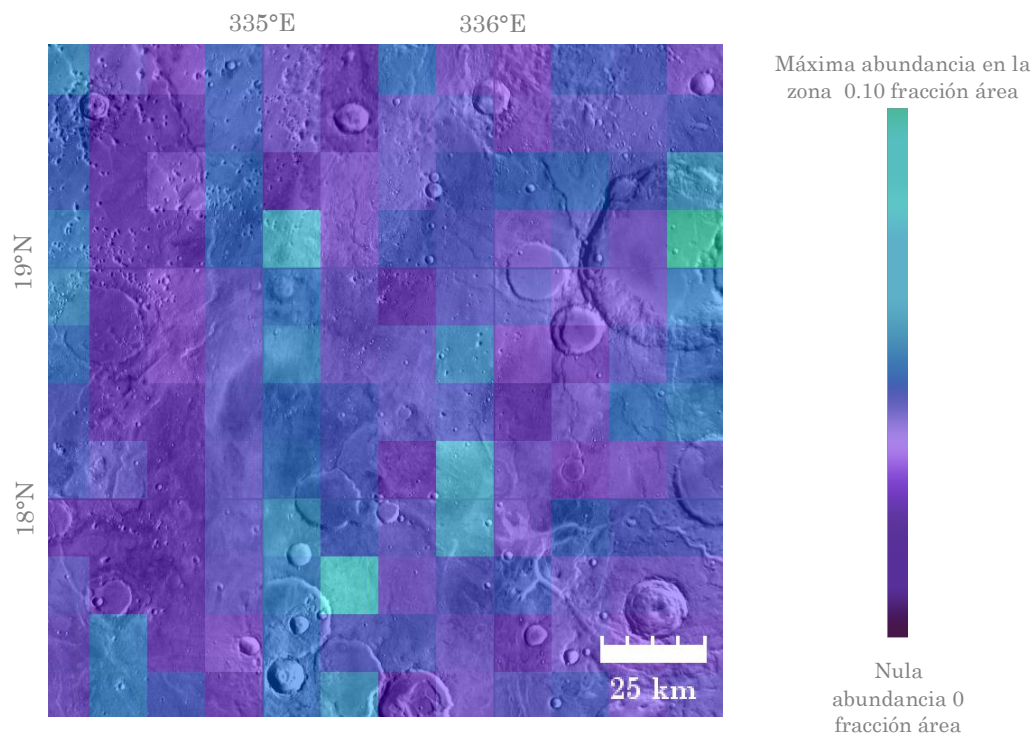 335°E
336°E
Máxima abundancia en la
zona 0.10 fracción área
19°N
18°N
25 km
Nula
abundancia 0
fracción área